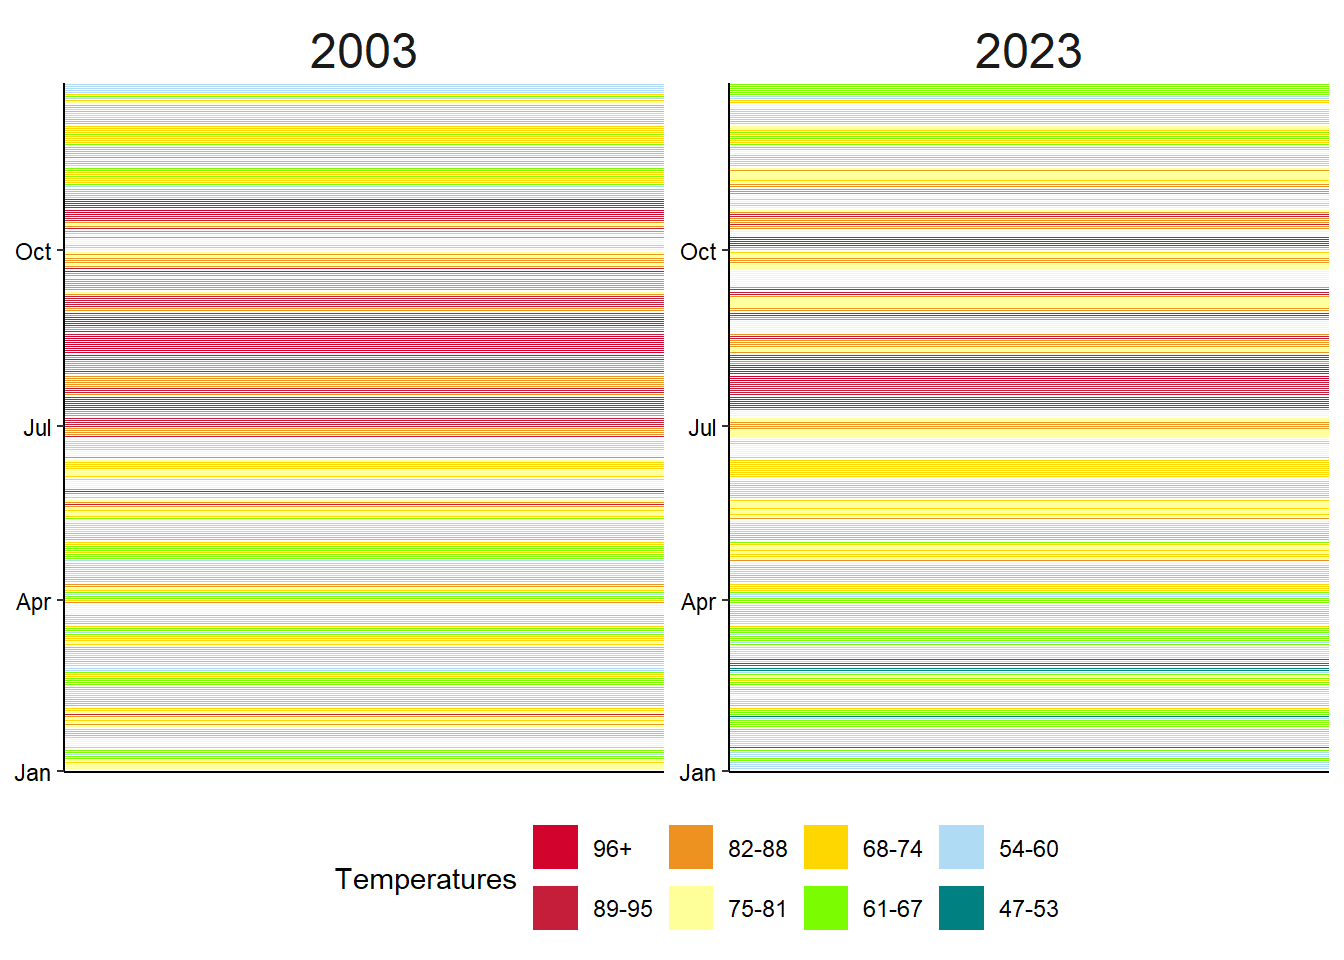 2003 2023
Oct Oct
Jul Jul
Apr Apr
Jan Jan
Temperatures
96+ 82-88 68-74 54-60
89-95 75-81 61-67 47-53